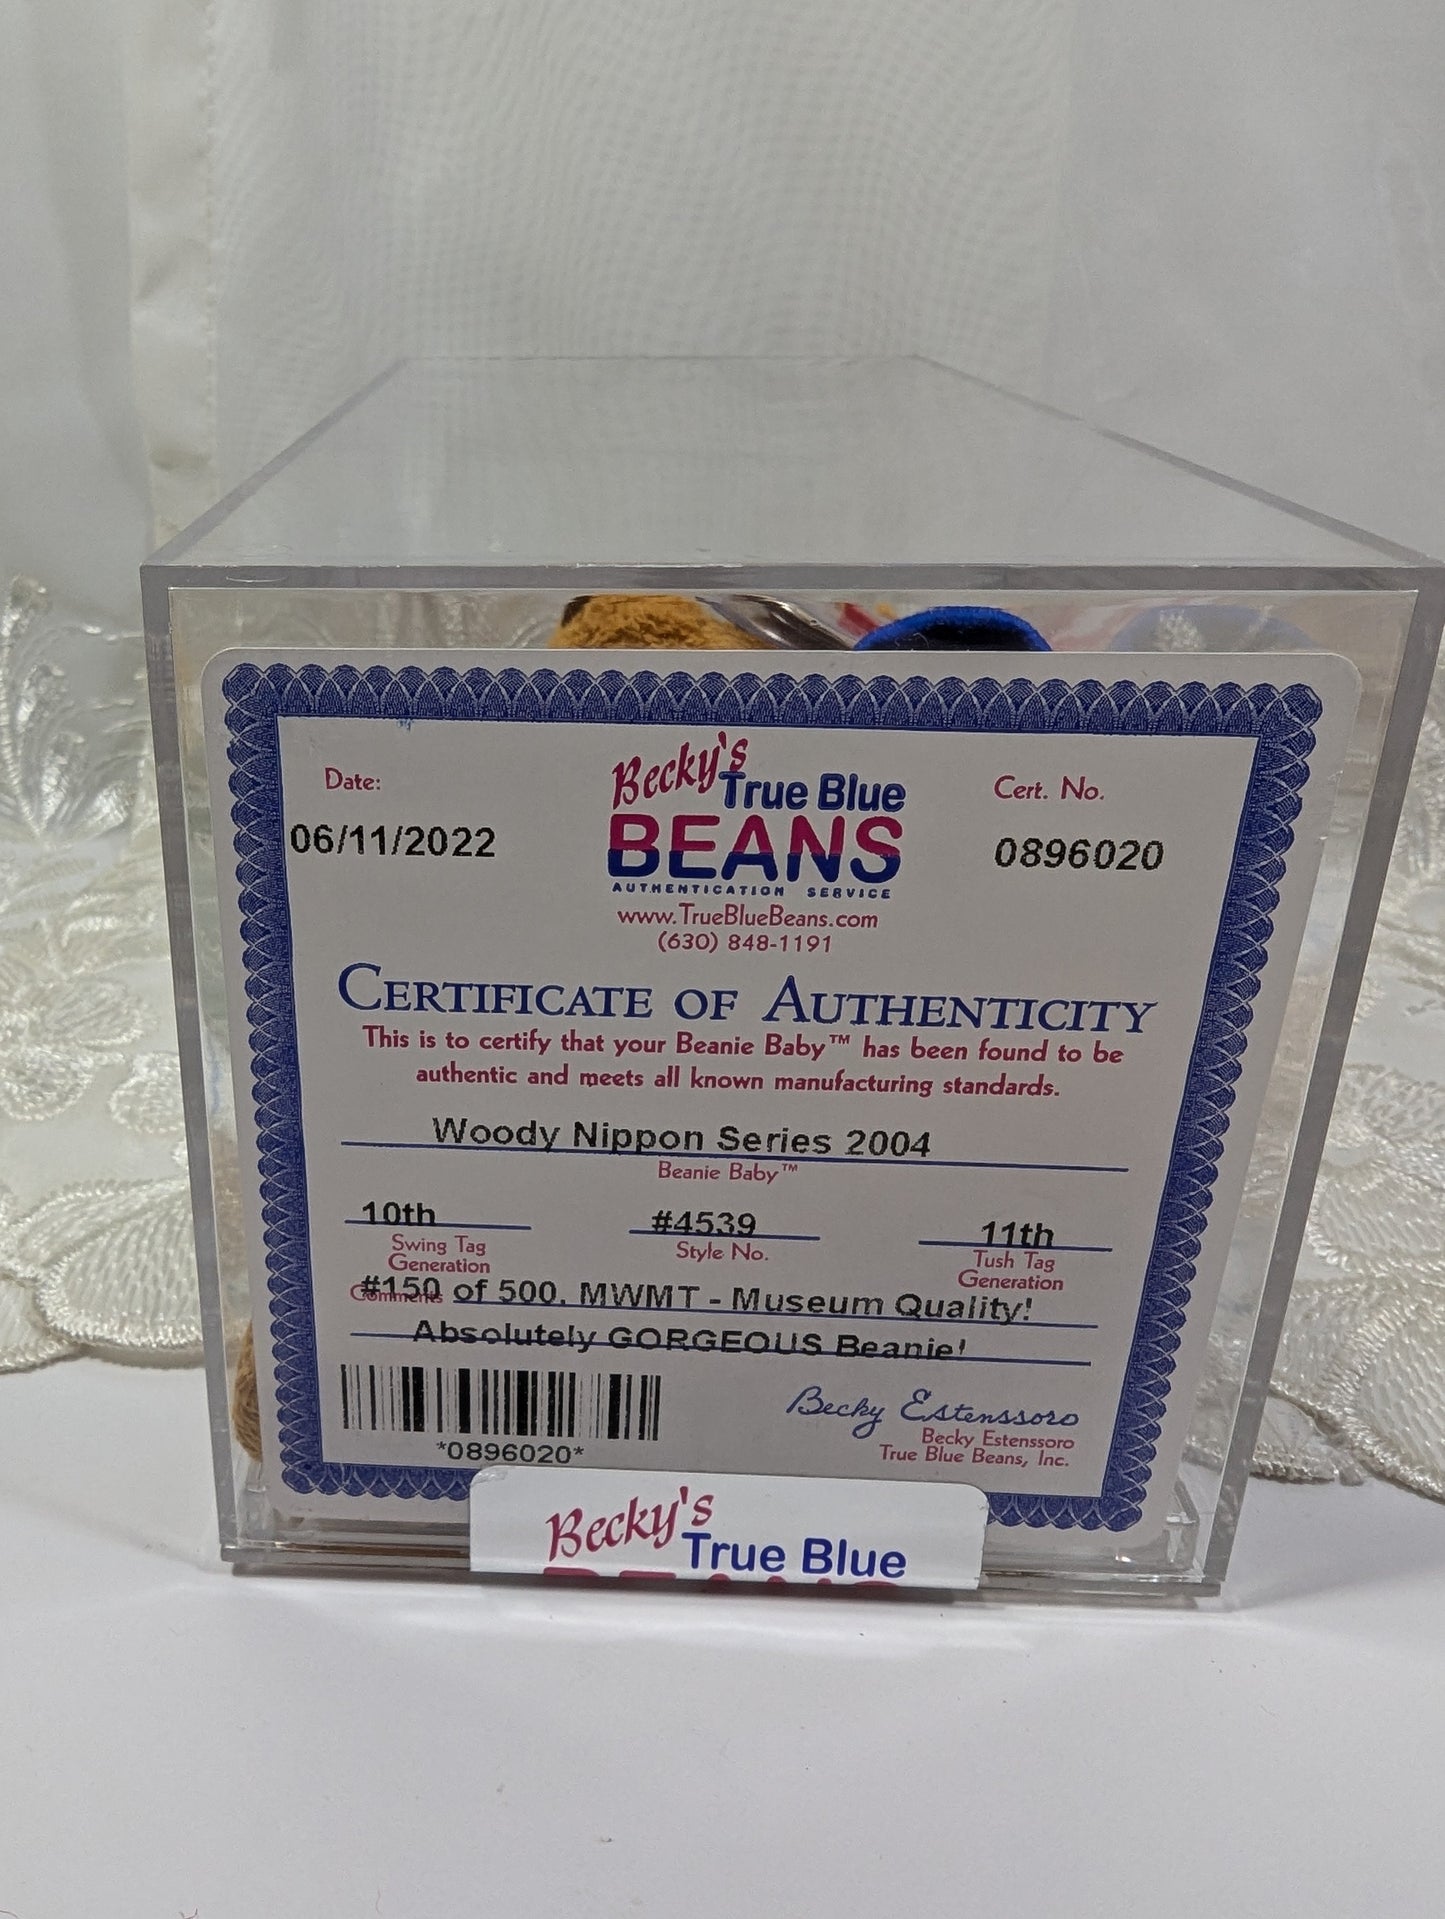 Date:
Becky's
True Blue
BEANS
AUTHENTICATION SERVICE
Cert. No.
06/11/2022
0896020
www.TrueBlueBeans.com
(630) 848-1191
CERTIFICATE OF AUTHENTICITY
This is to certify that your Beanie Baby™ has been found to be
authentic and meets all known manufacturing standards.
Woody Nippon Series 2004
Beanie Baby™
10th #4539 11th
Swing Tag
Generation
Style No.
Tush Tag
Generation
Comments
#150 of 500. MWMT - Museum Quality!
Absolutely GORGEOUS Beanie!
*0896020*
Becky Estenssoro
Becky Estenssoro
True Blue Beans, Inc.
Becky's
True Blue
BEANS